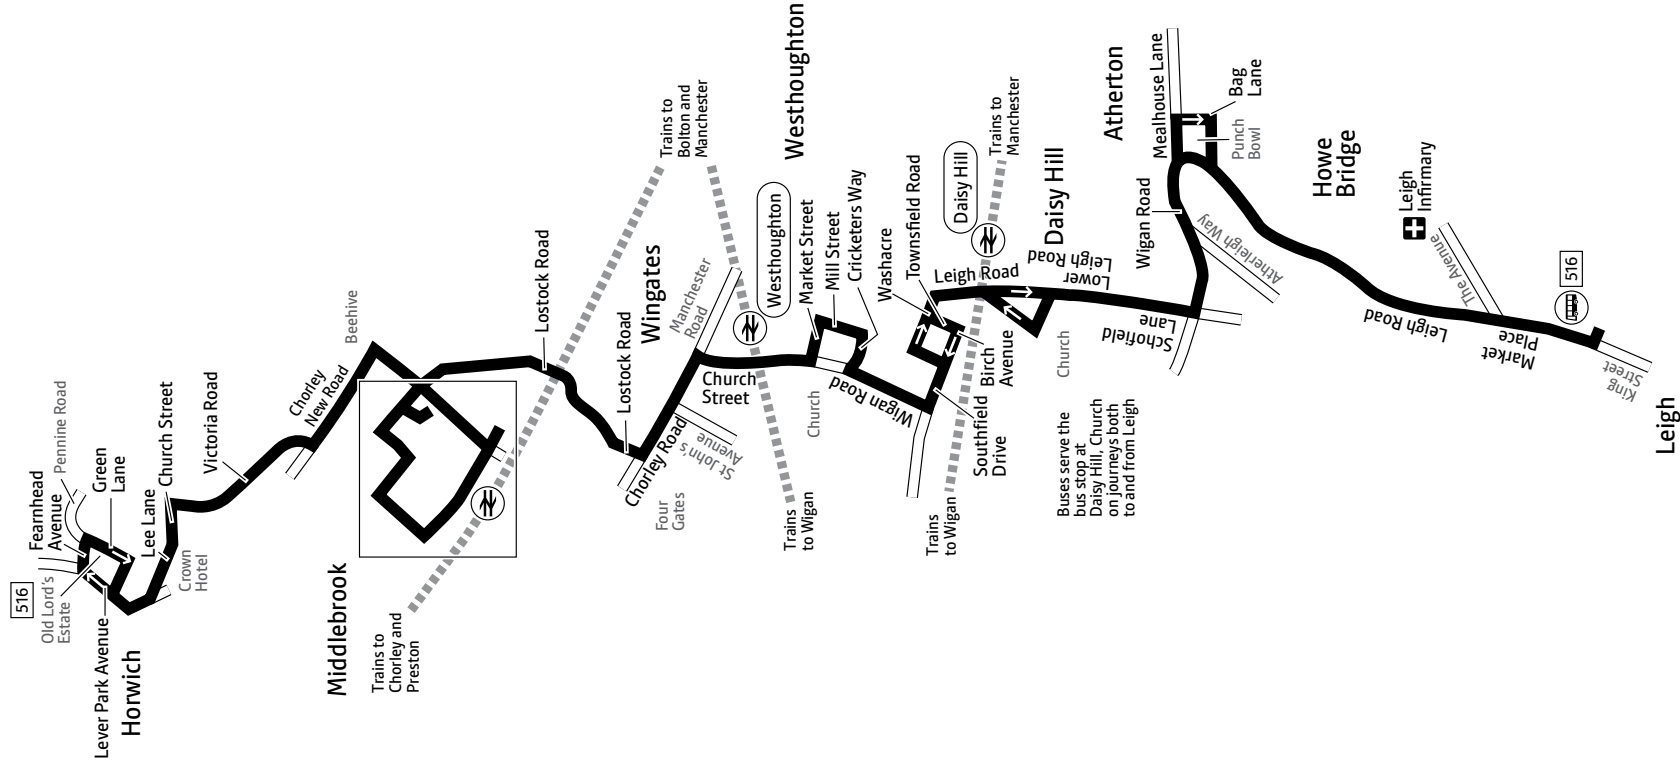 516
Old Lord's
Estate
Fearnhead
Avenue
Pennine Road
Green
Lane
Lever Park Avenue
Horwich
Lee Lane
Church Street
Crown
Hotel
Victoria Road
Chorley
New Road
Beehive
Middlebrook
Trains to
Chorley and
Preston
Lostock Road
Lostock Road
Wingates
Chorley Road
Four
Gates
St John's
Avenue
Manchester
Road
Trains to
Bolton and
Manchester
Church
Street
Westhoughton
Westhoughton
Trains
to Wigan
Church
Market Street
Mill Street
Cricketers Way
Wigan Road
Washacre
Townsfield Road
Southfield
Drive
Trains
to Wigan
Leigh Road
Daisy Hill
Trains to
Manchester
Birch
Avenue
Daisy Hill
Lower
Leigh Road
Church
Buses serve the
bus stop at
Daisy Hill, Church
on journeys both
to and from Leigh
Schofield
Lane
Wigan Road
Atherleigh Way
Atherton
Mealhouse Lane
Bag
Lane
Punch
Bowl
Howe
Bridge
Leigh
Infirmary
The Avenue
Leigh Road
Market
Place
516
King
Street
Leigh